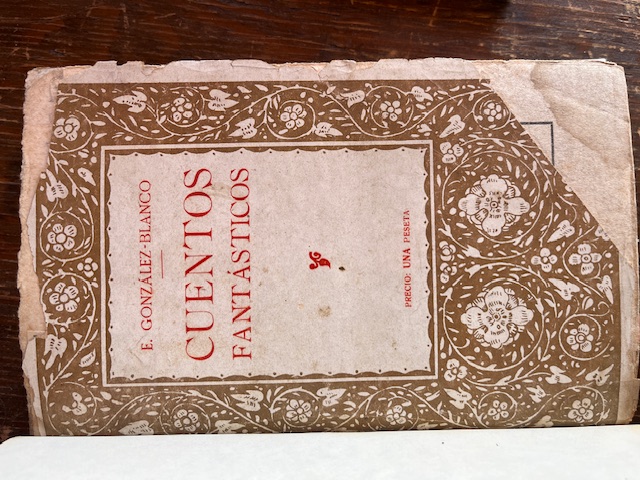 E. GONZÁLEZ-BLANCO
CUENTOS
FANTÁSTICOS
PRECIO: UNA PESETA